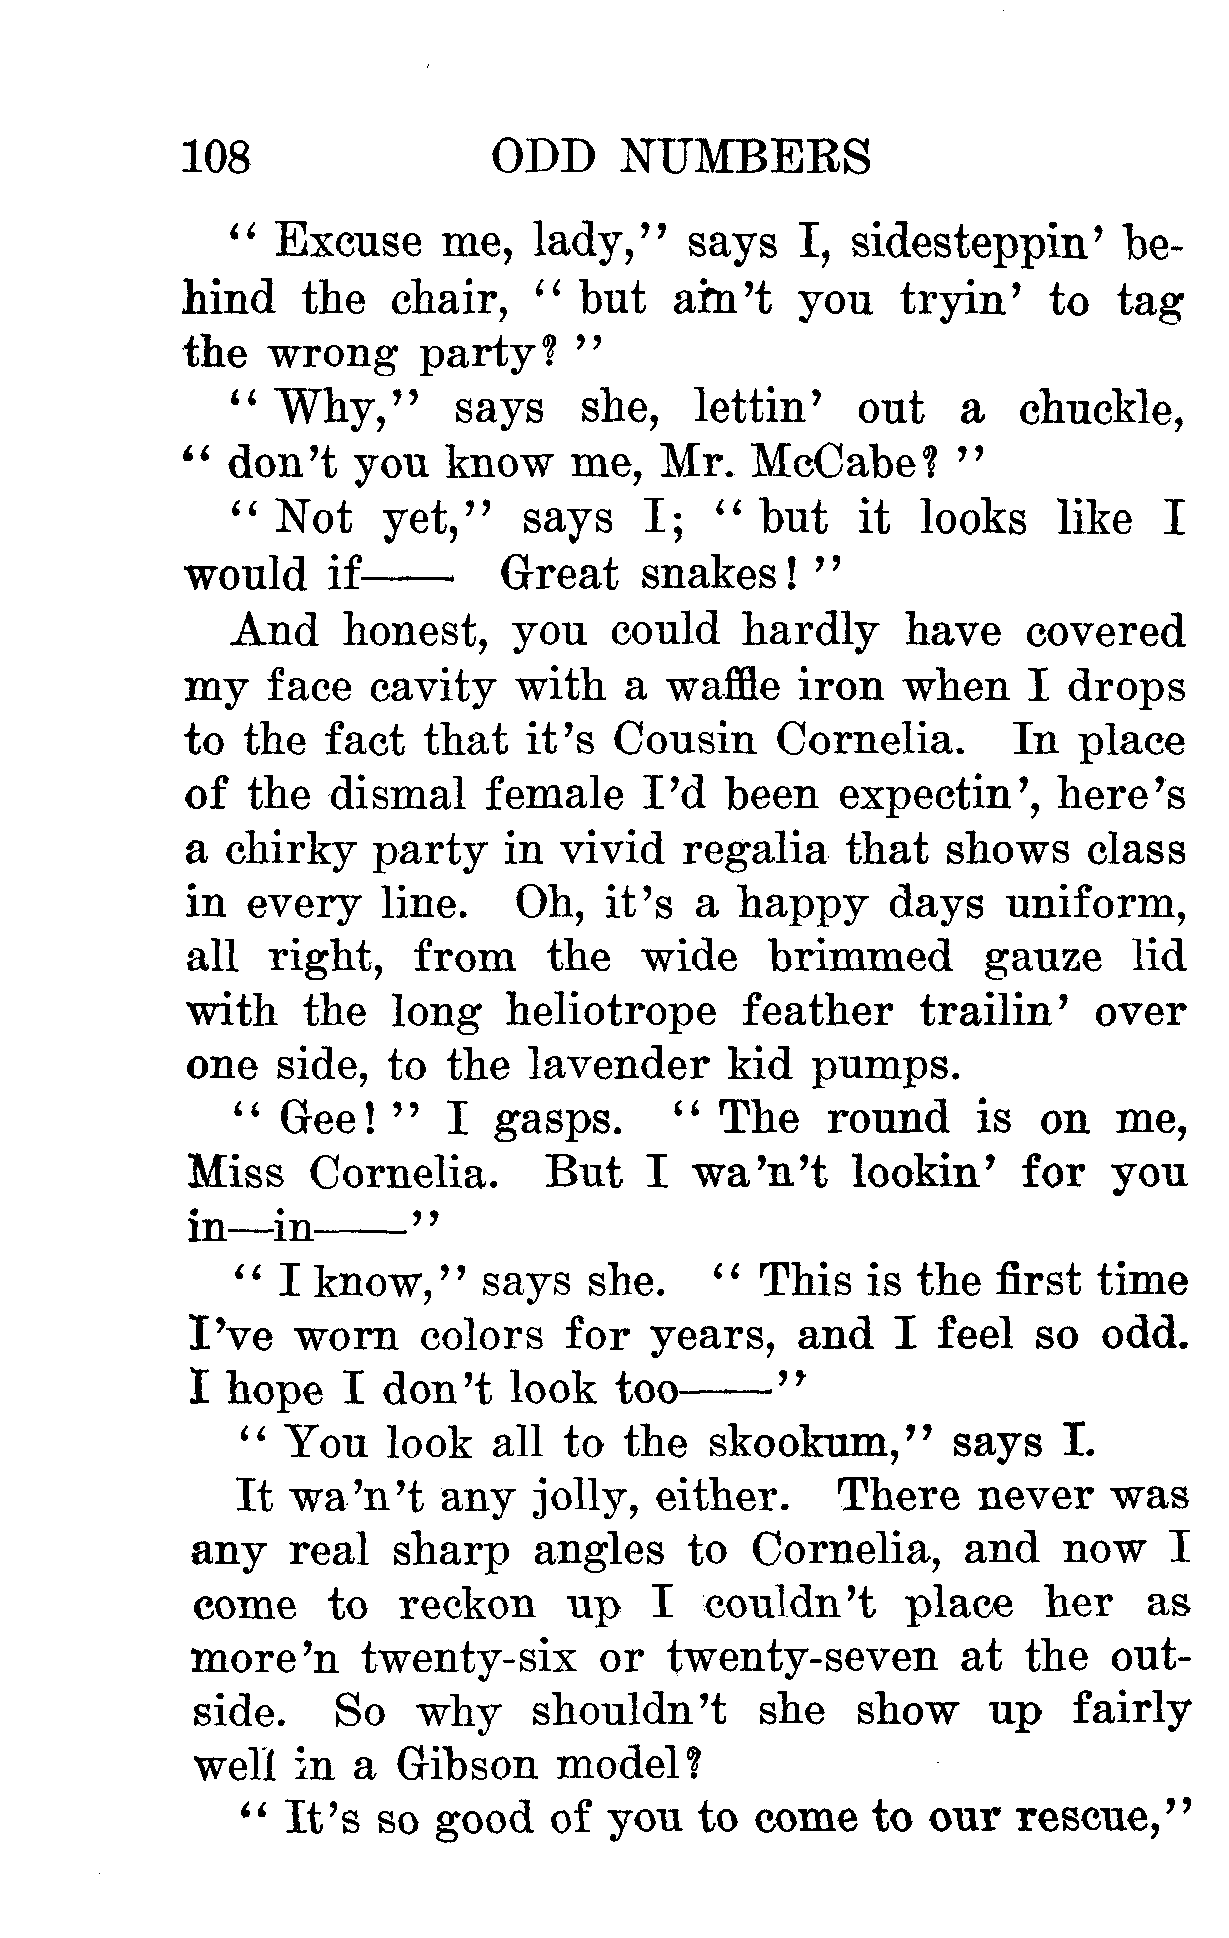 108 ODD NUMBERS
“ Excuse me, lady,” says I, sidesteppin’ be-
hind the chair, “ but ain’t you tryin’ to tag
the wrong party? ”
“ Why,” says she, lettin’ out a chuckle,
“ don’t you know me, Mr. McCabe? ”
“ Not yet,” says I; “ but it looks like I
would if—— Great snakes! ”
And honest, you could hardly have covered
my face cavity with a waffle iron when I drops
to the fact that it’s Cousin Cornelia. In place
of the dismal female I’d been expectin’, here’s
a chirky party in vivid regalia that shows class
in every line. Oh, it’s a happy days uniform,
all right, from the wide brimmed gauze lid
with the long heliotrope feather trailin’ over
one side, to the lavender kid pumps.
“ Gee! ” I gasps. “ The round is on me,
Miss Cornelia. But I wa’n’t lookin’ for you
in—in——”
“ I know,” says she. “ This is the first time
I’ve worn colors for years, and I feel so odd.
I hope I don’t look too——”
“ You look all to the skookum,” says I.
It wa’n’t any jolly, either. There never was
any real sharp angles to Cornelia, and now I
come to reckon up I couldn’t place her as
more’n twenty-six or twenty-seven at the out-
side. So why shouldn’t she show up fairly
well in a Gibson model?
“ It’s so good of you to come to our rescue,”